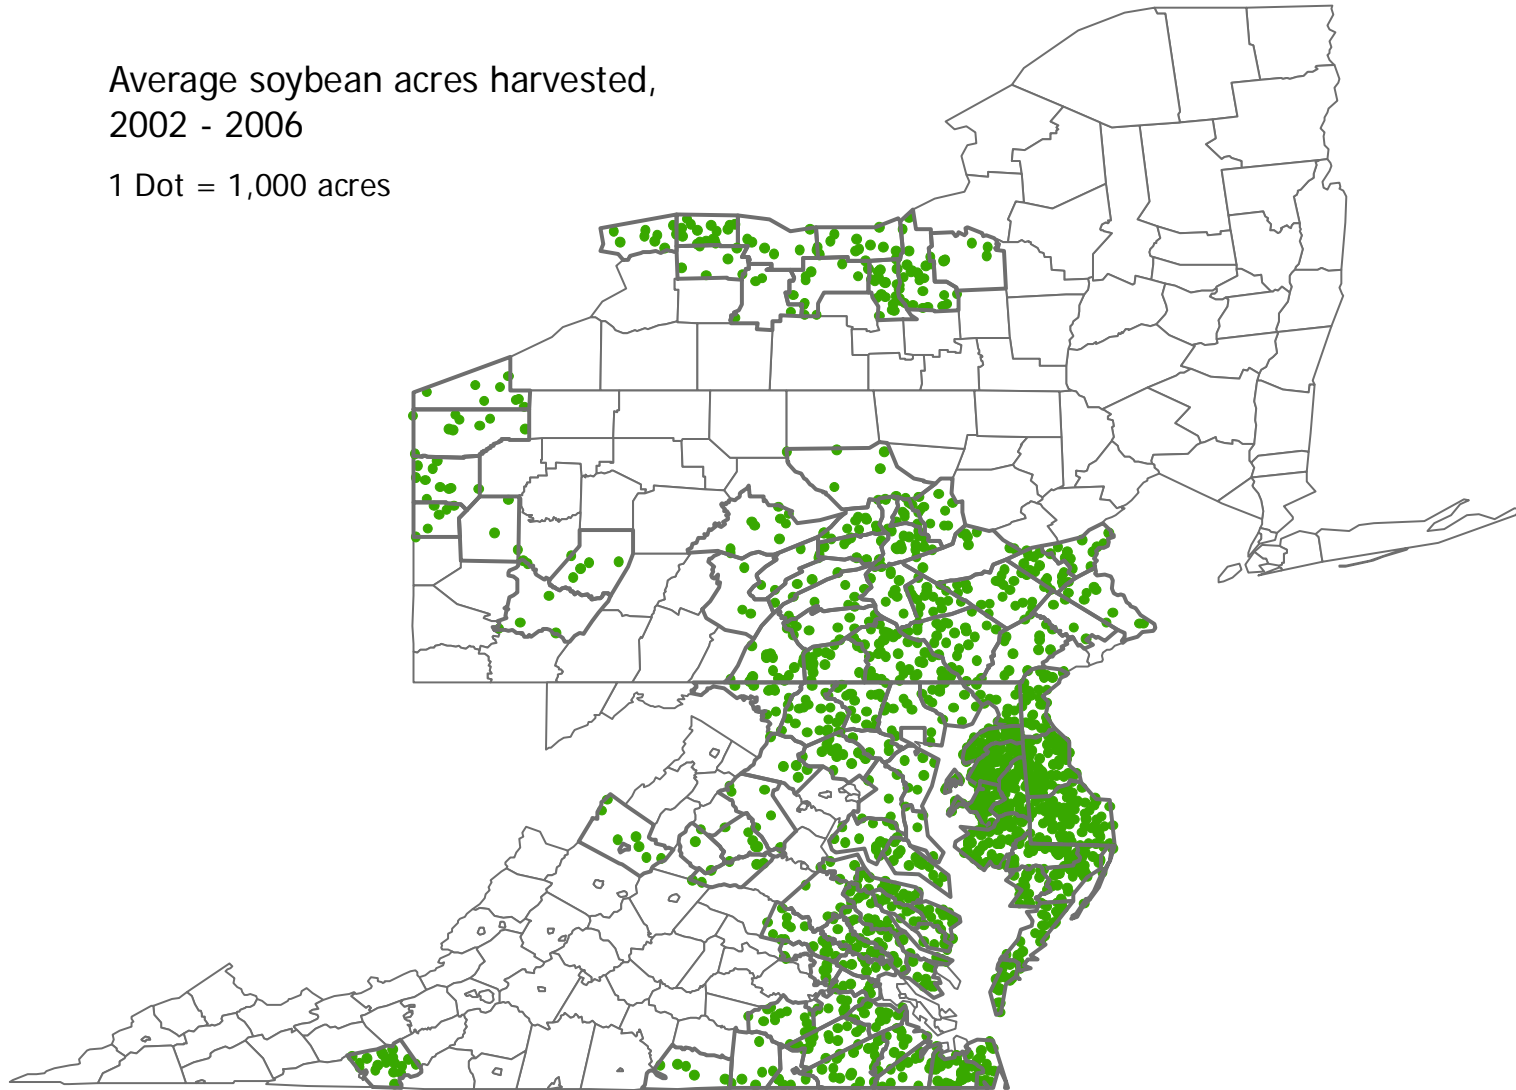 Average soybean acres harvested,
2002 - 2006
1 Dot = 1,000 acres